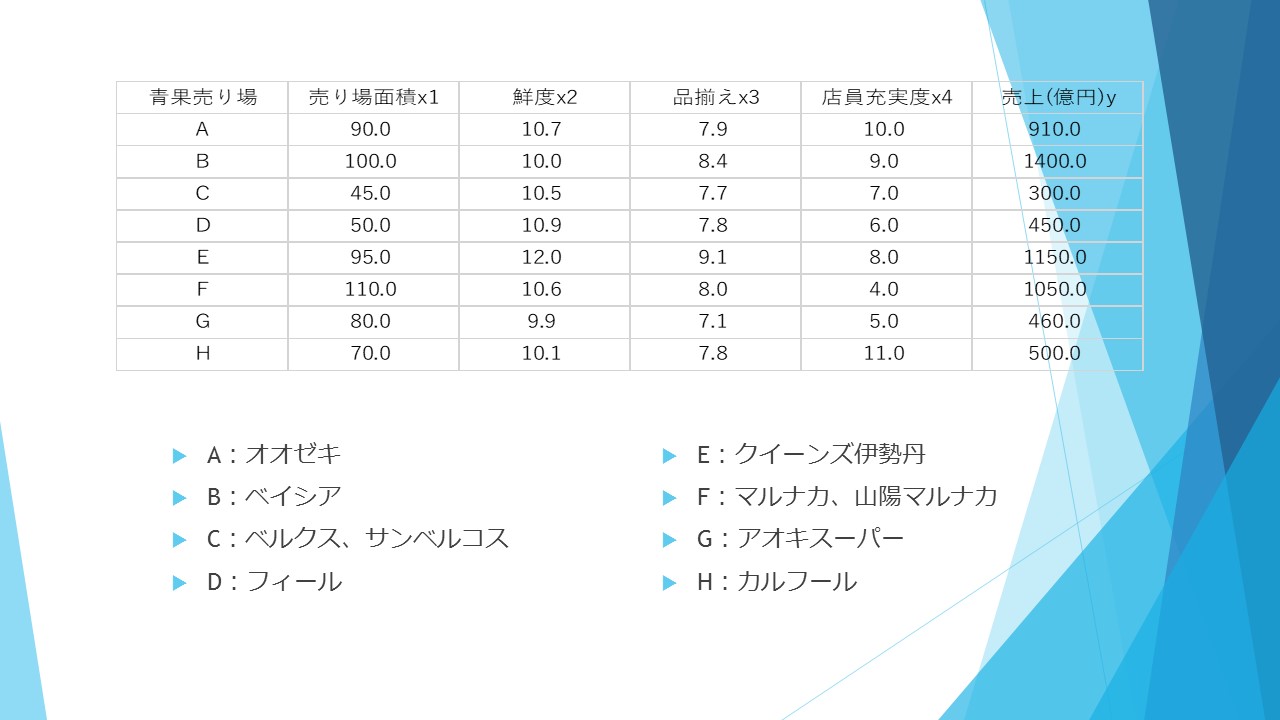 青果売り場 売り場面積x1 鮮度x2 品揃えx3 店員充実度x4 売上(億円)y
A 90.0 10.7 7.9 10.0 910.0
B 100.0 10.0 8.4 9.0 1400.0
C 45.0 10.5 7.7 7.0 300.0
D 50.0 10.9 7.8 6.0 450.0
E 95.0 12.0 9.1 8.0 1150.0
F 110.0 10.6 8.0 4.0 1050.0
G 80.0 9.9 7.1 5.0 460.0
H 70.0 10.1 7.8 11.0 500.0
A：オオゼキ
B：ベイシア
C：ベルクス、サンベルコス
D：フィール
E：クイーンズ伊勢丹
F：マルナカ、山陽マルナカ
G：アオキスーパー
H：カルフール